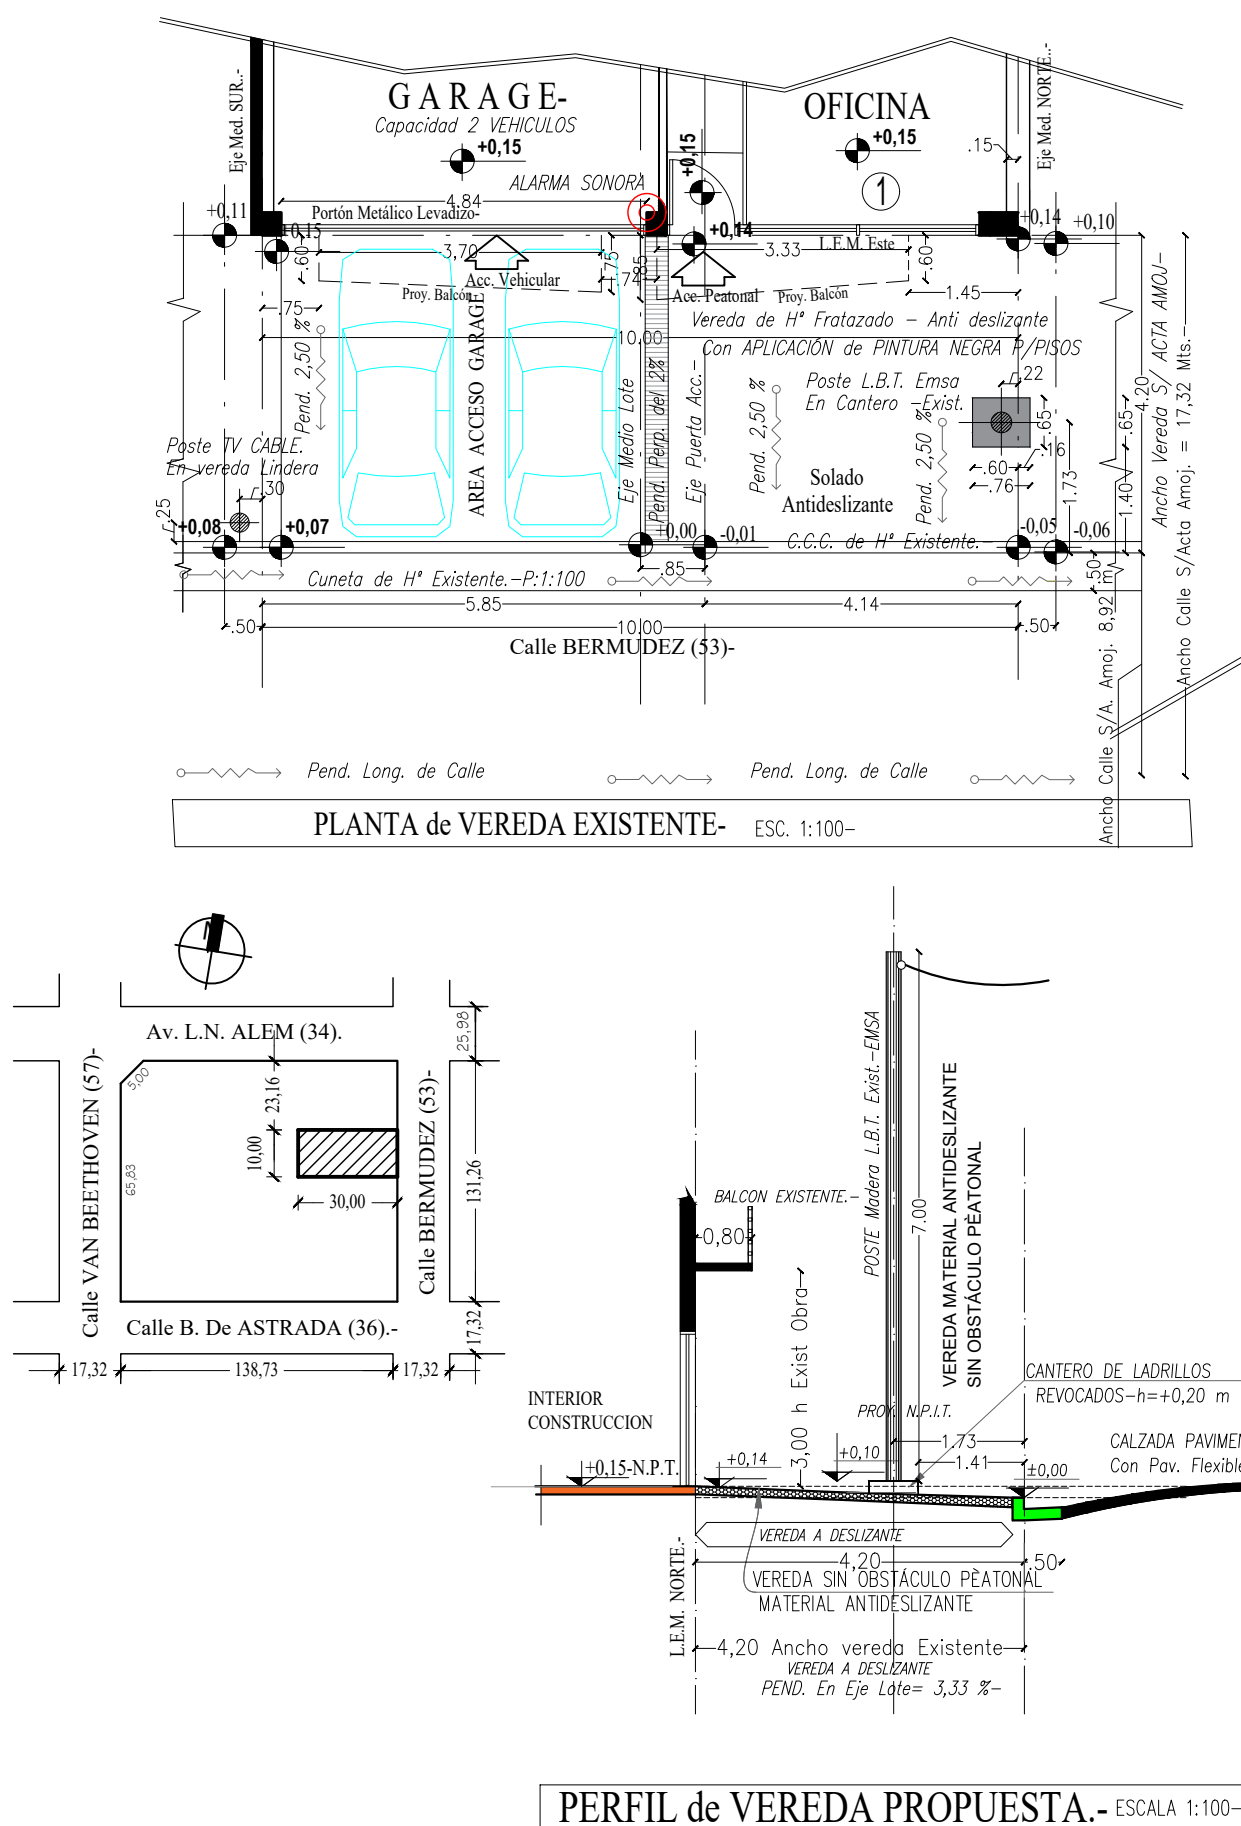 GARAGE-
Capacidad 2 VEHICULOS
+0,15
Eje Med. SUR..-
OFICINA
+0,15
+0,15
.15
Eje Med. NORTE..-
1
ALARMA SONORA
4.84
Portón Metálico Levadizo-
+0,11
+0,15
+0,14
+0,14
+0,10
L.E.M. Este
.60
3,70
.75
.74
.85
3.33
.60
Acc. Vehicular
Proy. Balcón
Acc. Peatonal
Proy. Balcón
1.45
.75
Vereda de Hº Fratazado - Anti deslizante
10,00
Con APLICACIÓN de PINTURA NEGRA P/PISOS
Pend. 2,50 %
AREA ACCESO GARAGE
Eje Medio Lote
Pend. Perp. del 2%
Eje Puerta Acc.-
Pend. 2,50 %
Poste L.B.T. Emsa
En Cantero -Exist.
Pend. 2,50 %
.22
.65
.65
.16
.60
.76
1.73
1.40
4.20
Ancho Vereda S/ ACTA AMOJ-
Ancho Calle S/Acta Amoj. = 17,32 Mts.-
Poste TV CABLE.
En vereda Lindera
.30
.25
Solado
Antideslizante
+0,08
+0,07
+0,00
-0,01
C.C.C. de Hº Existente.-
-0,05
-0,06
Cuneta de Hº Existente.-P:1:100
.85
.50
5.85
4.14
.50
10.00
.50
Calle BERMUDEZ (53)-
Ancho Calle S/A. Amoj. 8,92 m
Pend. Long. de Calle
Pend. Long. de Calle
PLANTA de VEREDA EXISTENTE- ESC. 1:100-
N
Av. L.N. ALEM (34).
25,98
5,00
23,16
10,00
30,00
65,83
131,26
Calle VAN BEETHOVEN (57)-
Calle BERMUDEZ (53)-
Calle B. De ASTRADA (36).-
17,32
17,32
138,73
17,32
POSTE Madera L.B.T. Exist.-EMSA
7.00
VEREDA MATERIAL ANTIDESLIZANTE
SIN OBSTÁCULO PÈATONAL
BALCON EXISTENTE.-
0,80
3,00 h Exist Obra
INTERIOR
CONSTRUCCION
CANTERO DE LADRILLOS
REVOCADOS-h=+0,20 m
PROY. N.P.I.T.
1.73
1.41
CALZADA PAVIMEN
Con Pav. Flexible
+0,15-N.P.T.
+0,14
+0,10
±0,00
VEREDA A DESLIZANTE
4,20
.50
VEREDA SIN OBSTÁCULO PÈATONAL
MATERIAL ANTIDESLIZANTE
L.E.M. NORTE.-
4,20 Ancho vereda Existente
VEREDA A DESLIZANTE
PEND. En Eje Lote= 3,33 %-
PERFIL de VEREDA PROPUESTA.- ESCALA 1:100-